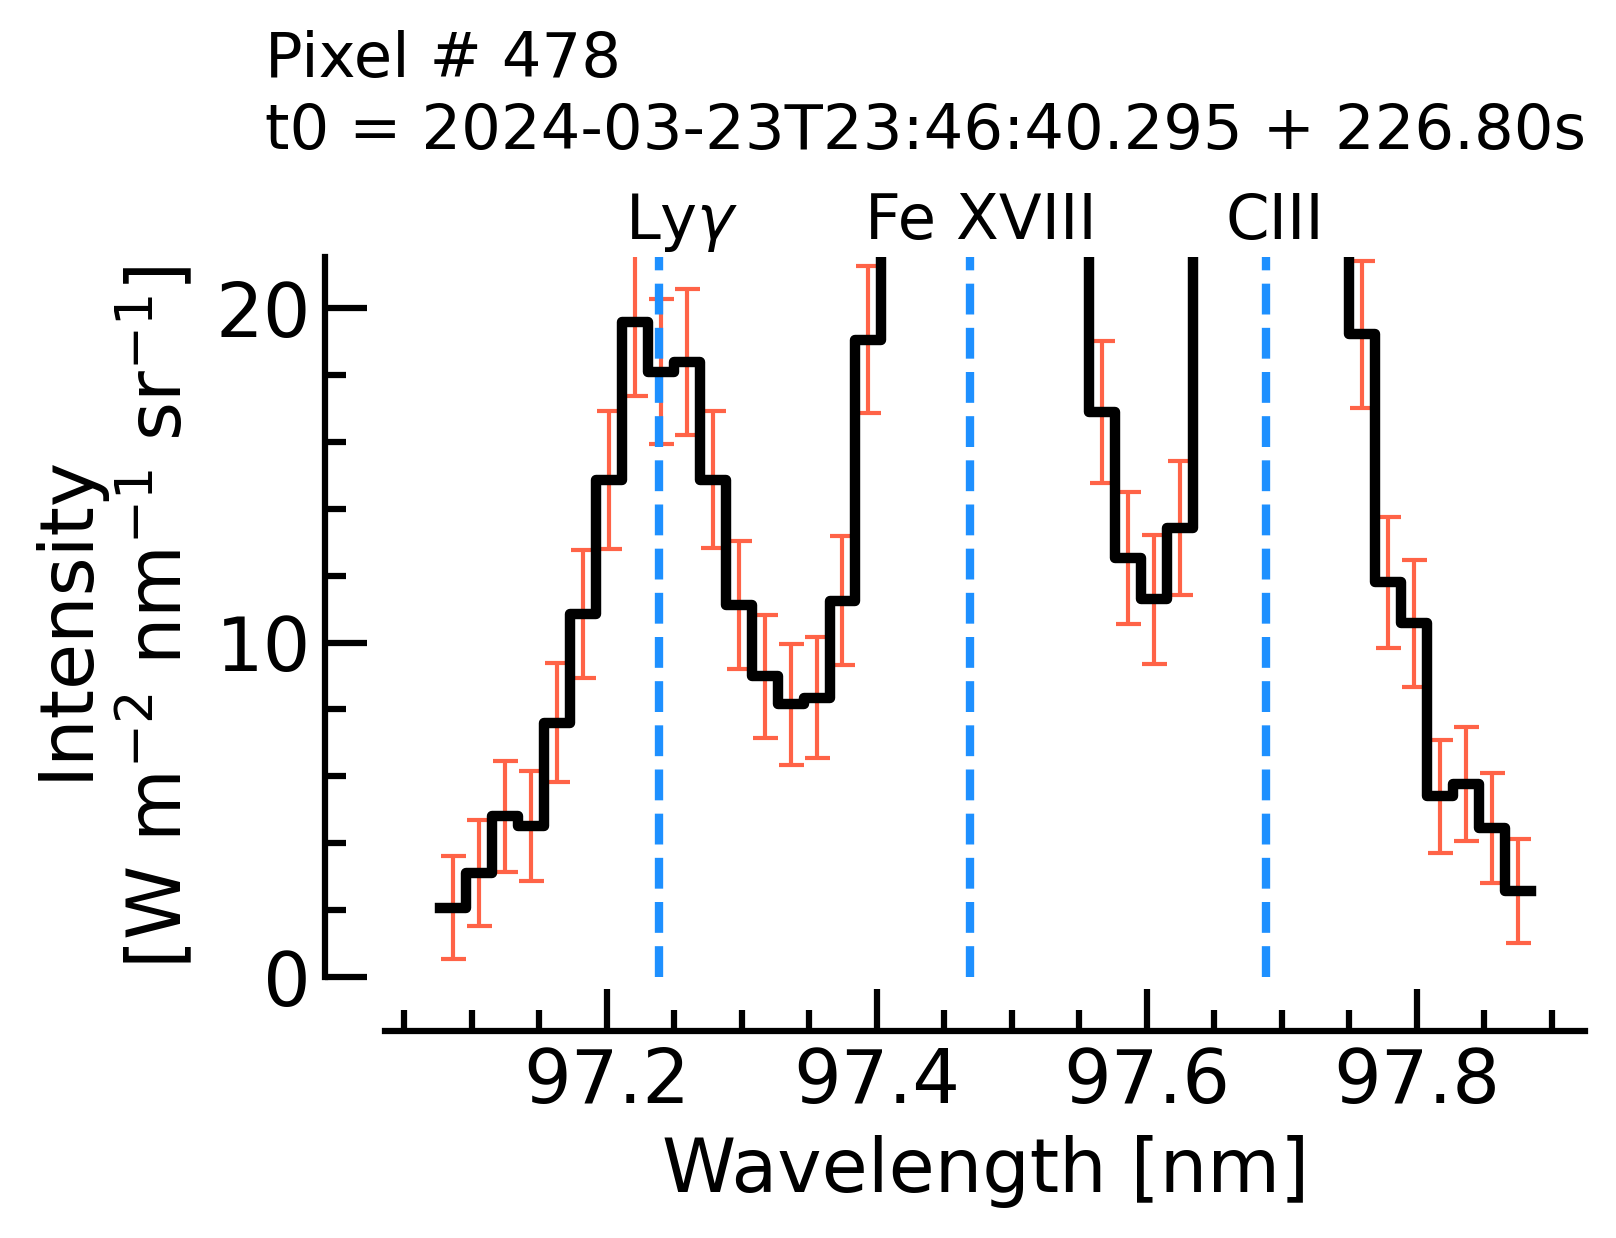 Pixel # 478
t0 = 2024-03-23T23:46:40.295 + 226.80s
Lyγ Fe XVIII CIII
Intensity
[W m⁻² nm⁻¹ sr⁻¹]
20
10
0
97.2 97.4 97.6 97.8
Wavelength [nm]